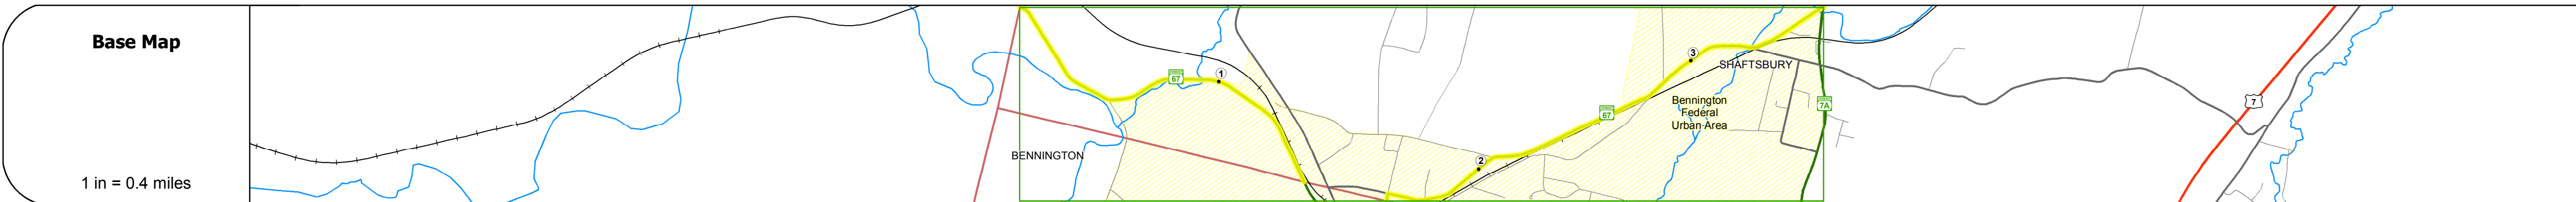 Base Map
1 in = 0.4 miles
BENNINGTON
67
1
2
67
3
SHAFTSBURY
Bennington
Federal
Urban Area
7A
7